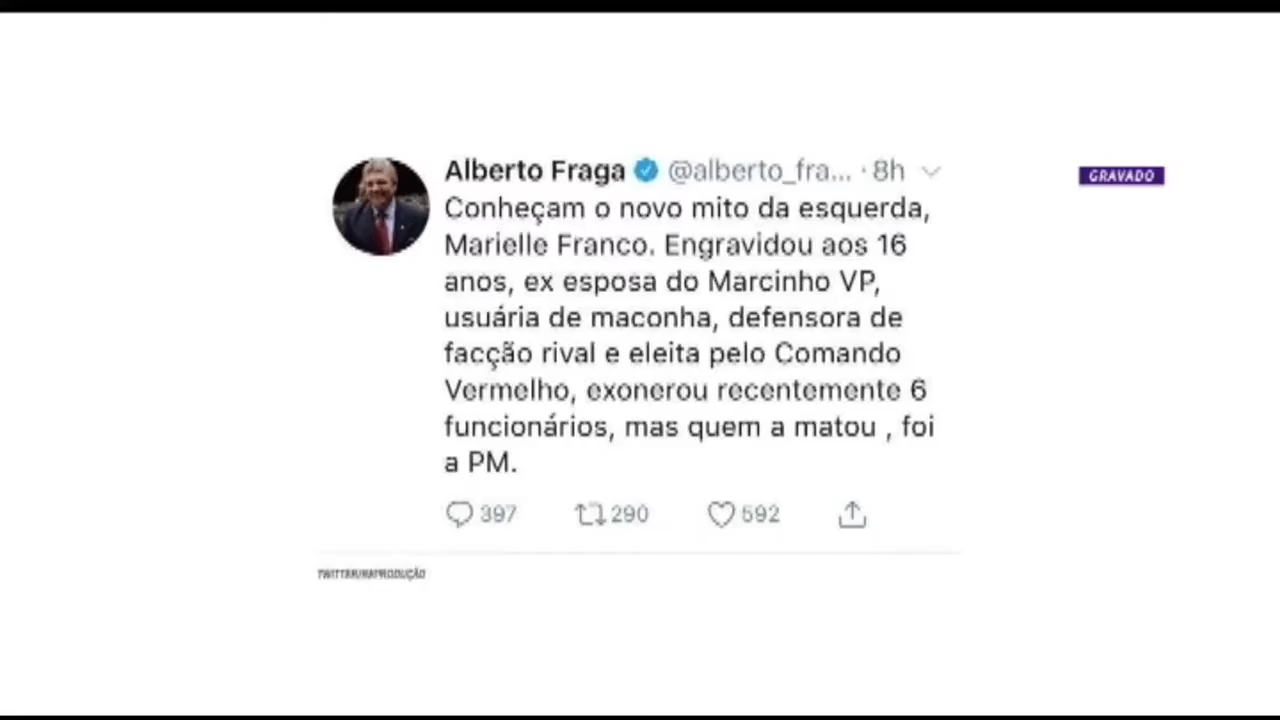 Alberto Fraga @alberto_fra... · 8h
GRAVADO
Conheçam o novo mito da esquerda,
Marielle Franco. Engravidou aos 16
anos, ex esposa do Marcinho VP,
usuária de maconha, defensora de
facção rival e eleita pelo Comando
Vermelho, exonerou recentemente 6
funcionários, mas quem a matou , foi
a PM.
397 290 592
TWITTER/REPRODUÇÃO